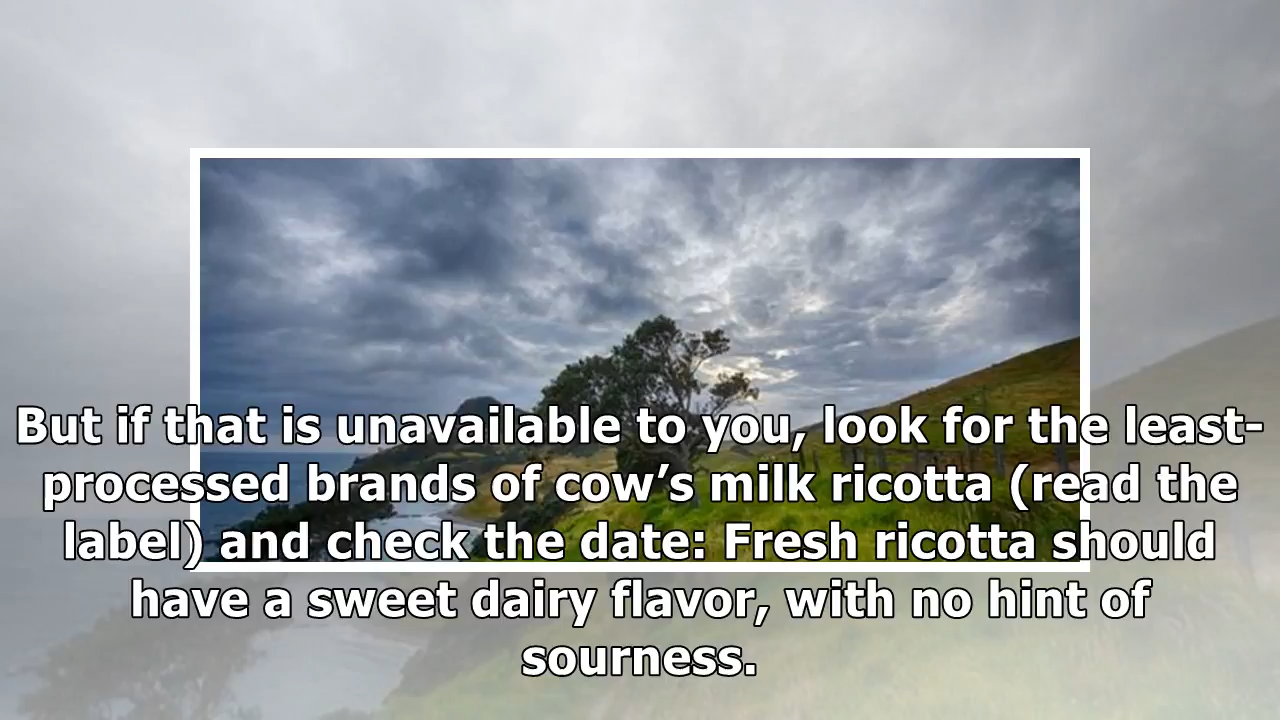 But if that is unavailable to you, look for the least-
processed brands of cow’s milk ricotta (read the
label) and check the date: Fresh ricotta should
have a sweet dairy flavor, with no hint of
sourness.